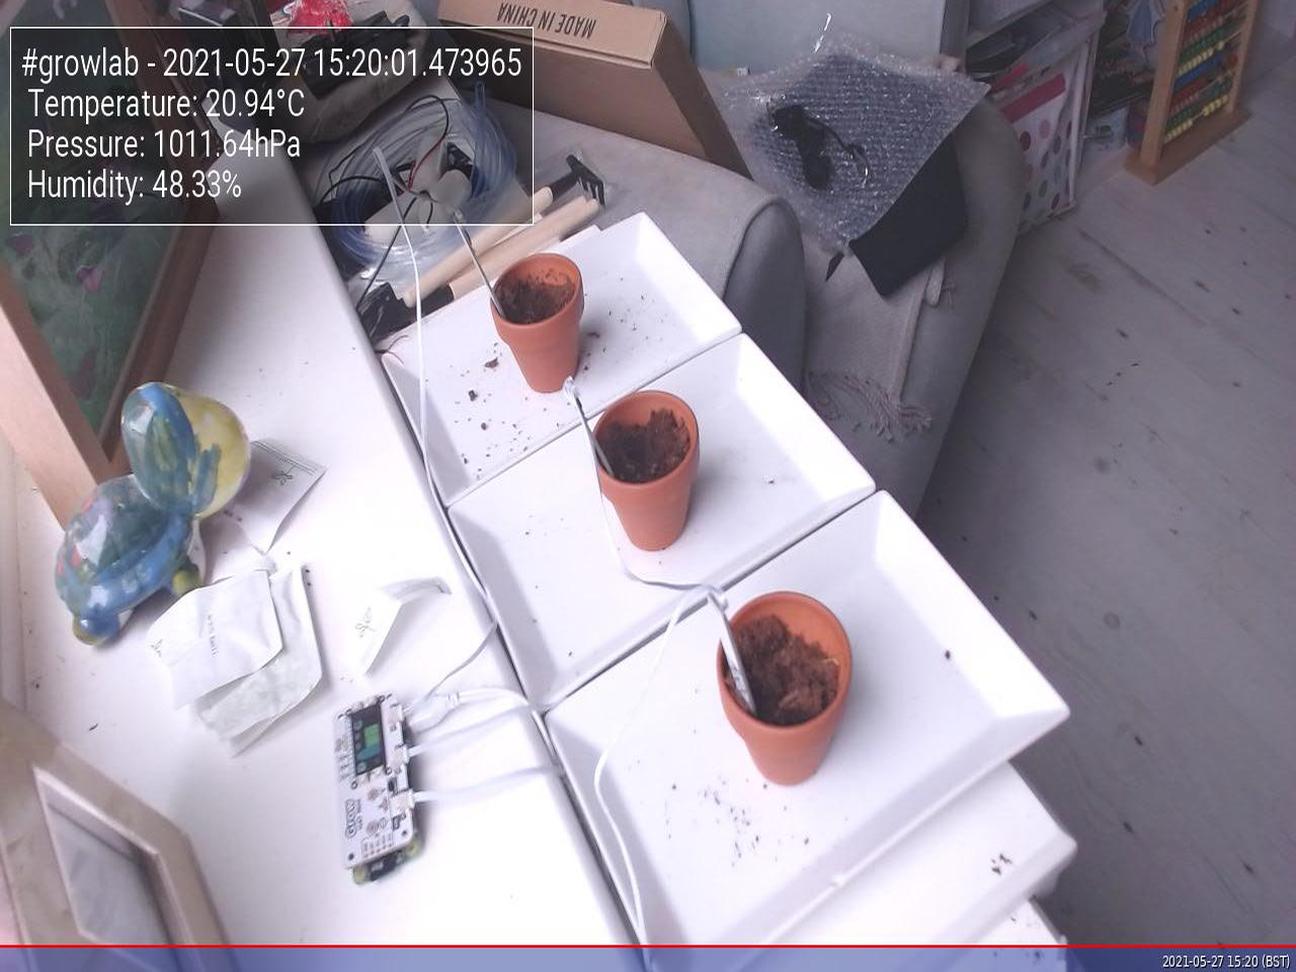 MADE IN CHINA
#growlab - 2021-05-27 15:20:01.473965
Temperature: 20.94°C
Pressure: 1011.64hPa
Humidity: 48.33%
Grow
2021-05-27 15:20 (BST)